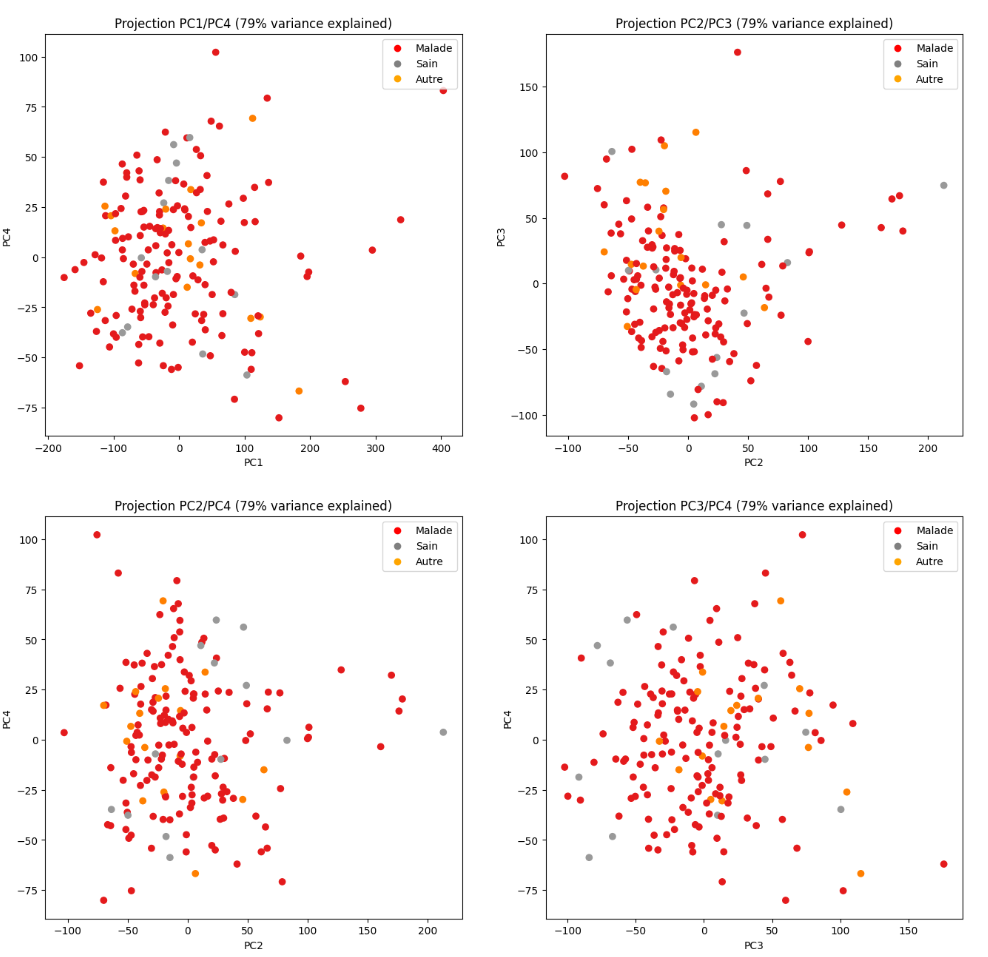 Projection PC1/PC4 (79% variance explained)
100
75
50
25
0
−25
−50
−75
PC4
−200
−100
0
100
200
300
400
PC1
Malade
Sain
Autre
Projection PC2/PC3 (79% variance explained)
150
100
50
0
−50
−100
PC3
−100
−50
0
50
100
150
200
PC2
Malade
Sain
Autre
Projection PC2/PC4 (79% variance explained)
100
75
50
25
0
−25
−50
−75
PC4
−100
−50
0
50
100
150
200
PC2
Malade
Sain
Autre
Projection PC3/PC4 (79% variance explained)
100
75
50
25
0
−25
−50
−75
PC4
−100
−50
0
50
100
150
PC3
Malade
Sain
Autre